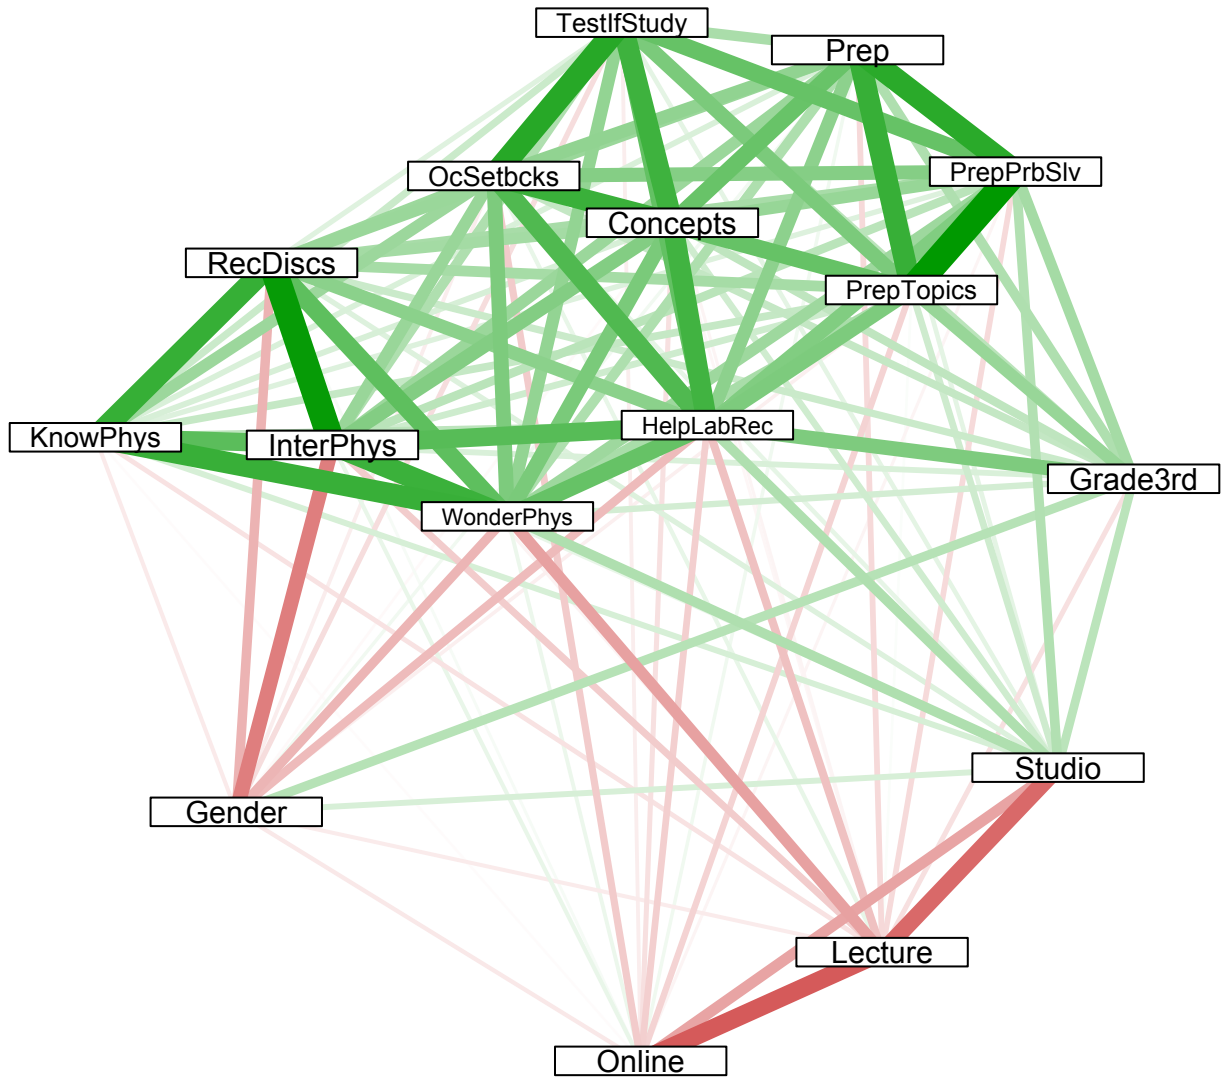 TestIfStudy
Prep
PrepPrbSlv
OcSetbcks
Concepts
RecDiscs
PrepTopics
KnowPhys
InterPhys
HelpLabRec
Grade3rd
WonderPhys
Studio
Gender
Lecture
Online